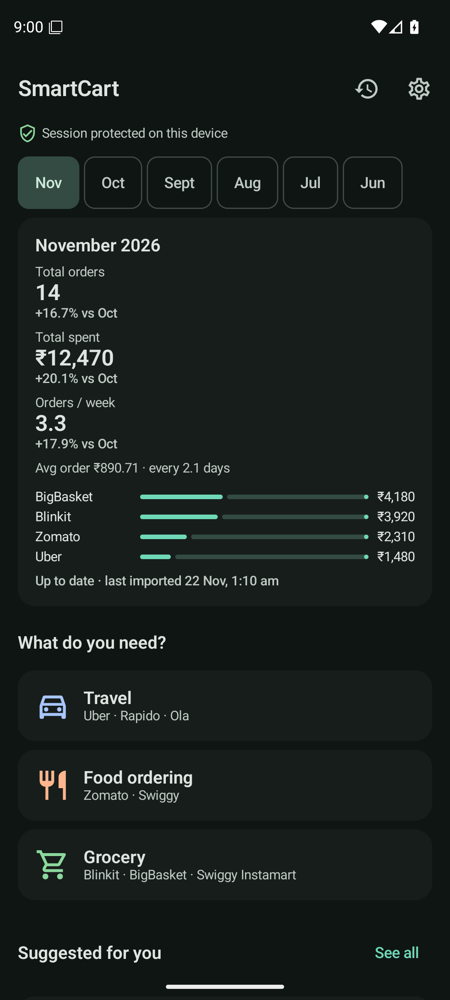 9:00
SmartCart
Session protected on this device
Nov Oct Sept Aug Jul Jun
November 2026
Total orders
14
+16.7% vs Oct
Total spent
₹12,470
+20.1% vs Oct
Orders / week
3.3
+17.9% vs Oct
Avg order ₹890.71 · every 2.1 days
BigBasket ₹4,180
Blinkit ₹3,920
Zomato ₹2,310
Uber ₹1,480
Up to date · last imported 22 Nov, 1:10 am
What do you need?
Travel
Uber · Rapido · Ola
Food ordering
Zomato · Swiggy
Grocery
Blinkit · BigBasket · Swiggy Instamart
Suggested for you See all